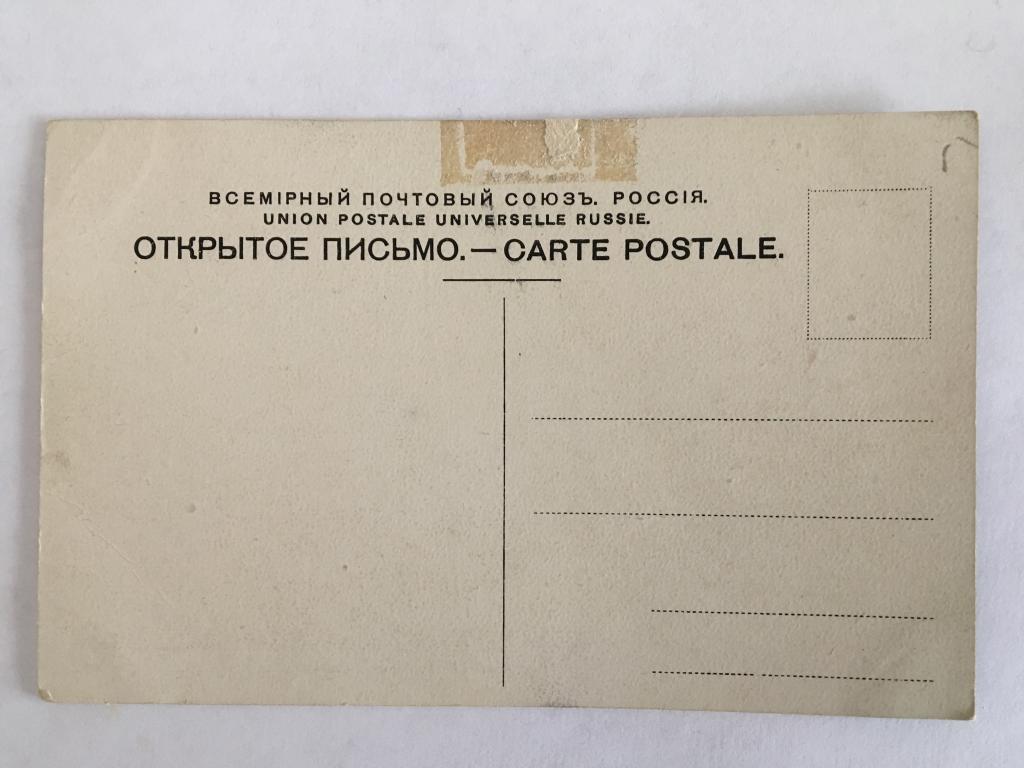 ВСЕМІРНЫЙ ПОЧТОВЫЙ СОЮЗЪ. РОССІЯ.
UNION POSTALE UNIVERSELLE RUSSIE.
ОТКРЫТОЕ ПИСЬМО.—CARTE POSTALE.